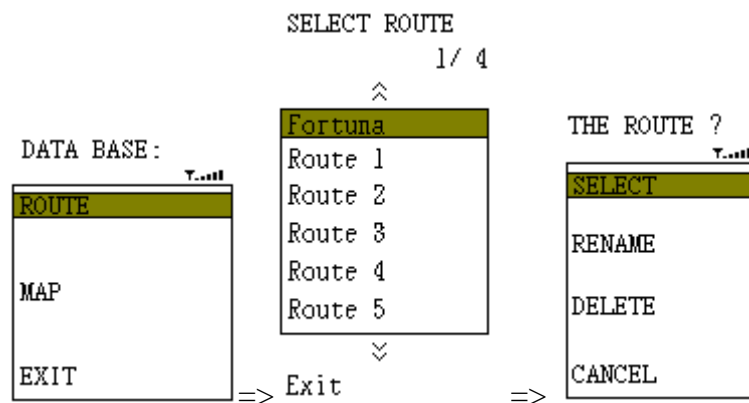 DATA BASE:
ROUTE
MAP
EXIT
=>
SELECT ROUTE
1/ 4
Fortuna
Route 1
Route 2
Route 3
Route 4
Route 5
Exit
=>
THE ROUTE ?
SELECT
RENAME
DELETE
CANCEL